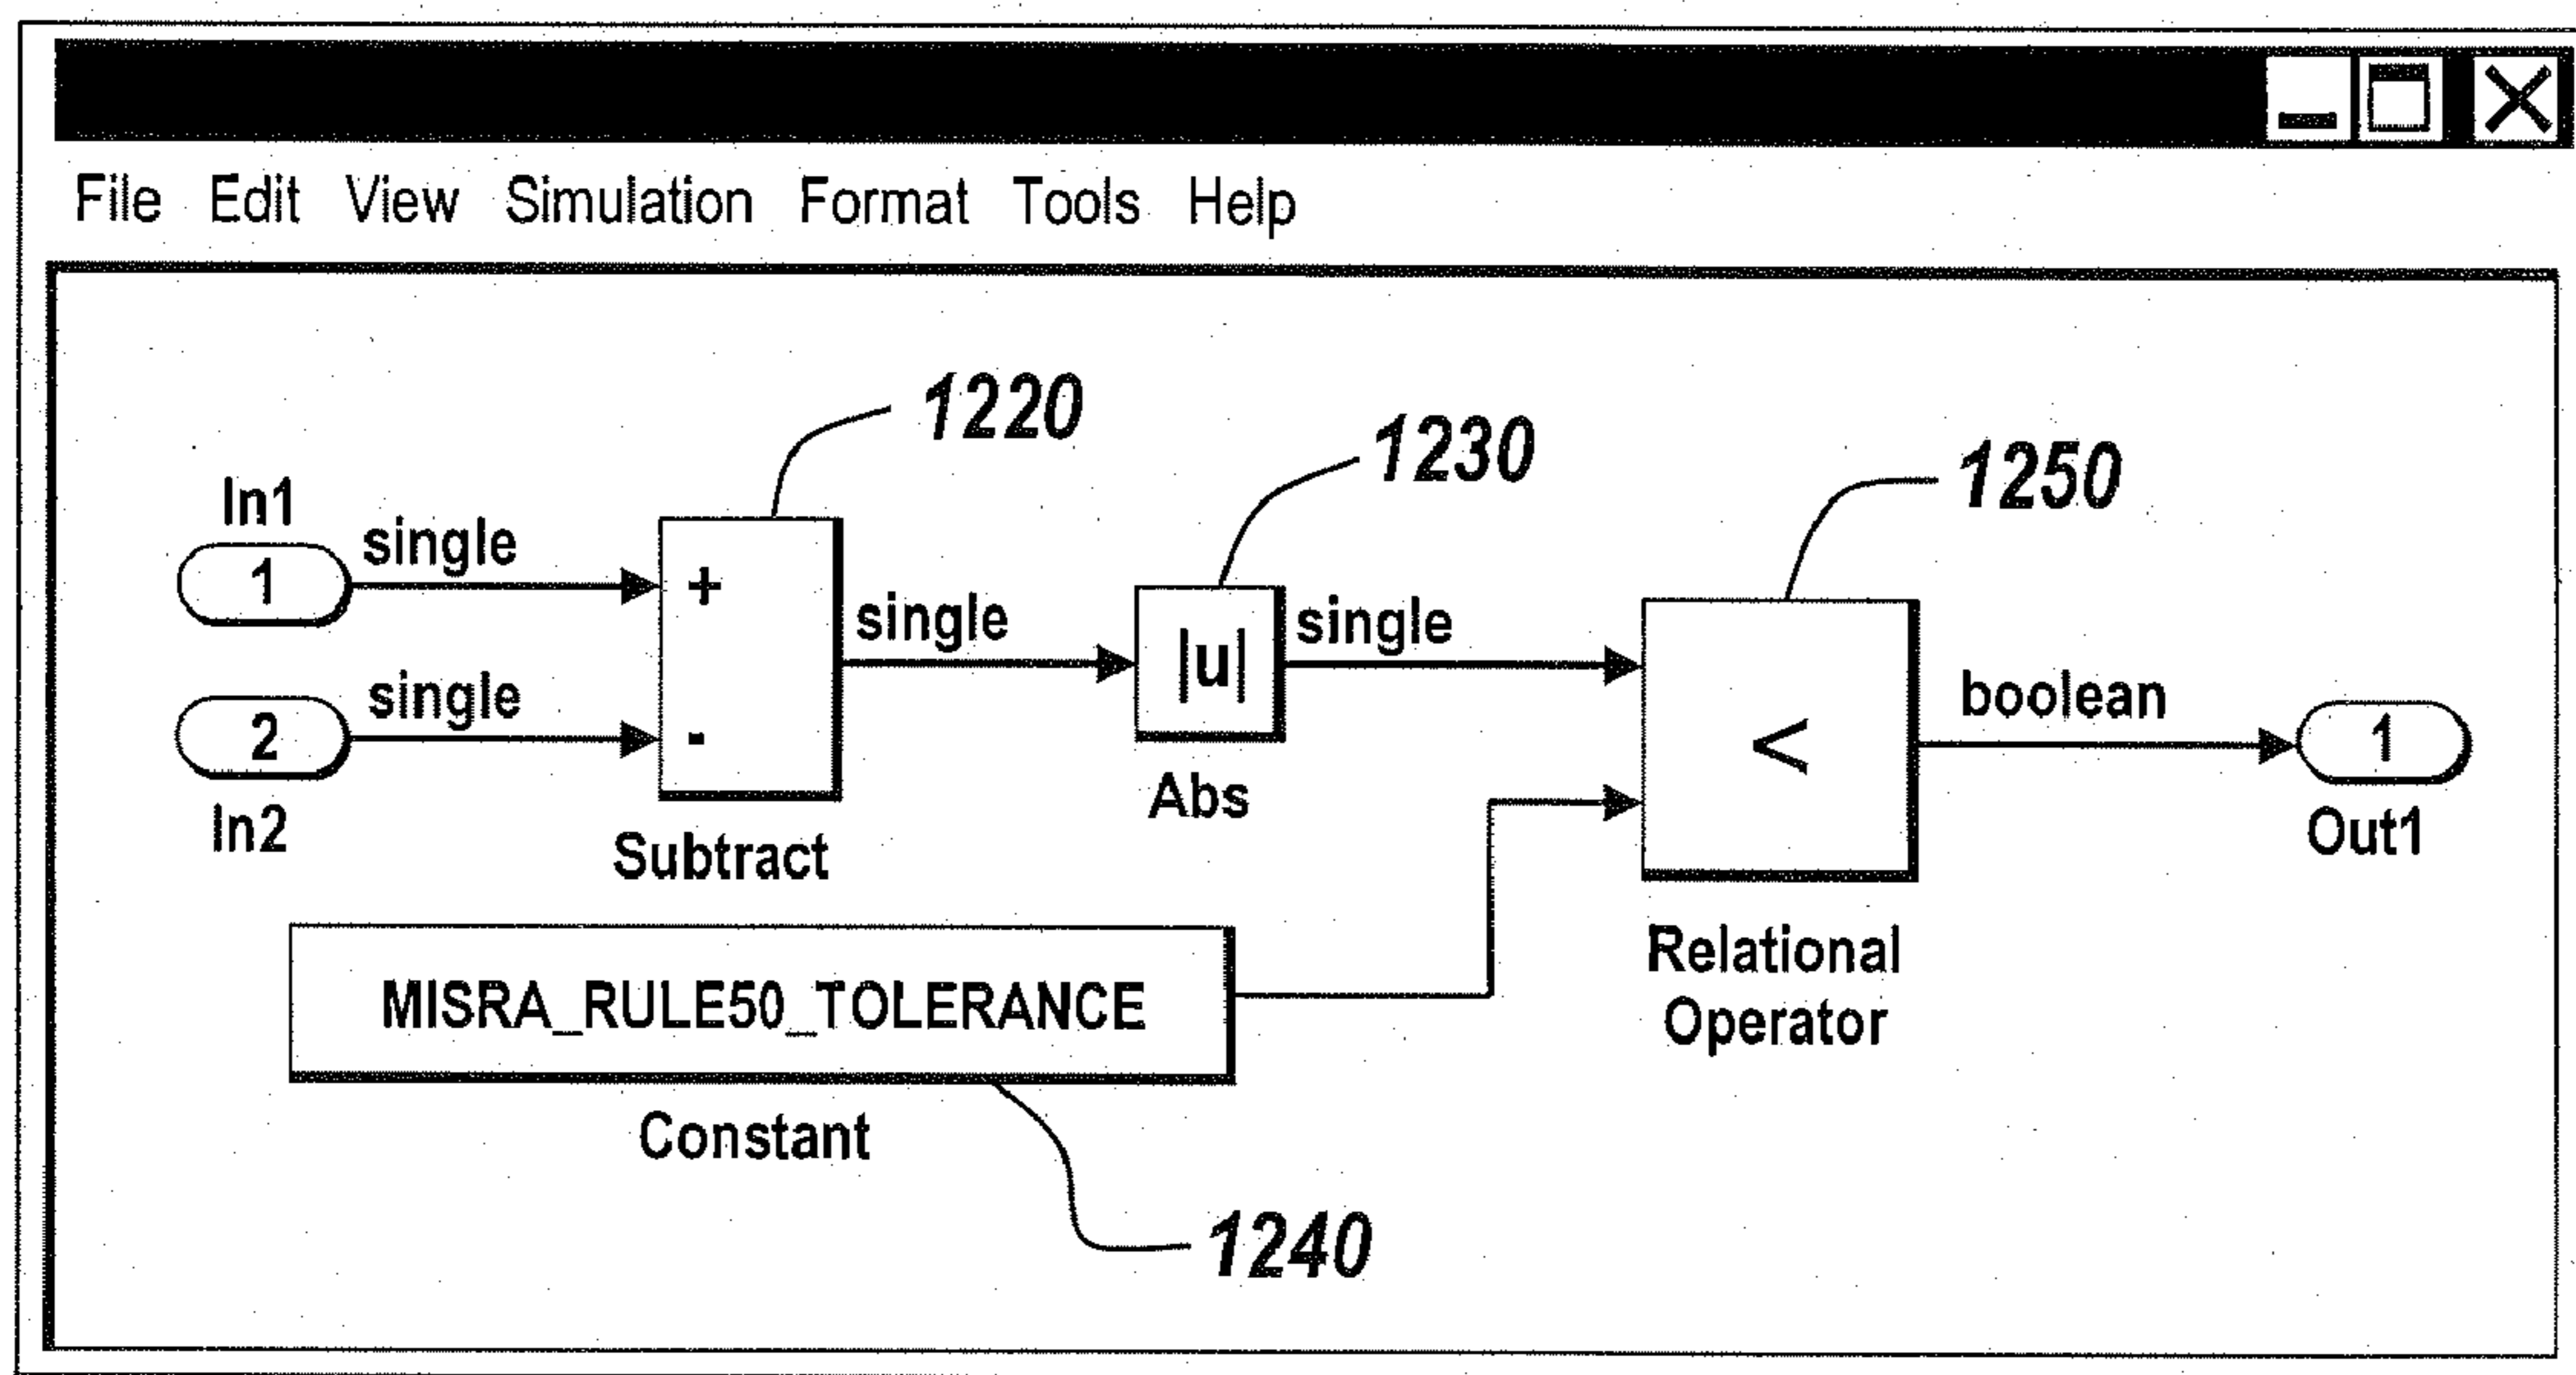 File Edit View Simulation Format Tools Help
1220
1230
1250
In1
1
single
+
single
|u|
single
<
boolean
1
2
single
-
In2
Subtract
Abs
Out1
MISRA_RULE50_TOLERANCE
Relational
Operator
Constant
1240